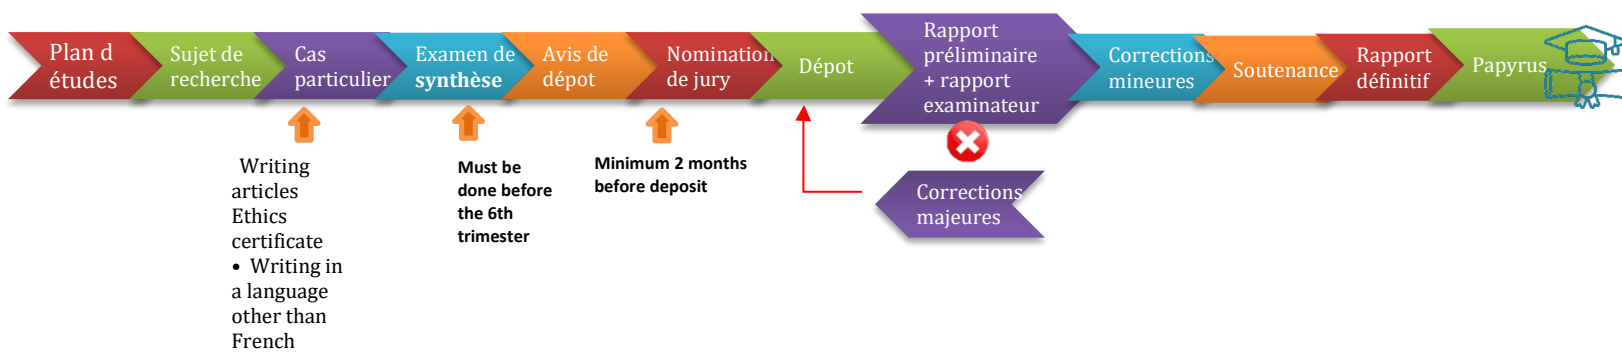 Plan d
études
Sujet de
recherche
Cas
particulier
Examen de
synthèse
Avis de
dépot
Nomination
de jury
Dépot
Rapport
préliminaire
+ rapport
examinateur
Corrections
mineures
Soutenance
Rapport
définitif
Papyrus
Writing
articles
Ethics
certificate
• Writing in
a language
other than
French
Must be
done before
the 6th
trimester
Minimum 2 months
before deposit
Corrections
majeures